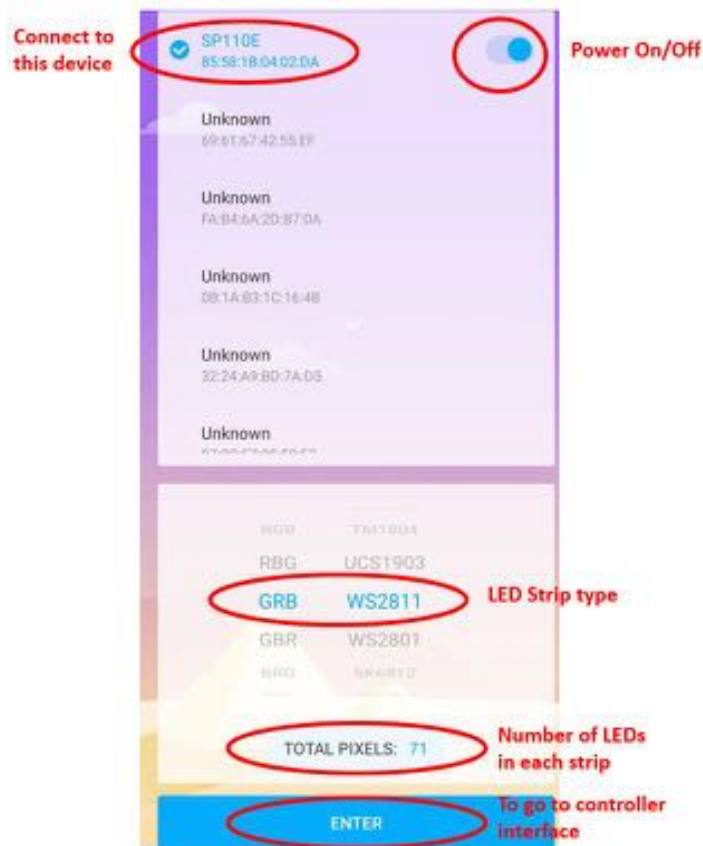 Connect to
this device
SP110E
85:58:1B:04:02:DA
Power On/Off
Unknown
69:61:67:42:55:EF
Unknown
FA:B4:6A:2D:87:0A
Unknown
08:1A:B3:1C:16:4B
Unknown
32:24:A9:BD:7A:D5
Unknown
RGB TM1804
RBG UCS1903
GRB WS2811
LED Strip type
GBR WS2801
BRG SK6812
TOTAL PIXELS: 71
Number of LEDs
in each strip
ENTER
To go to controller
interface